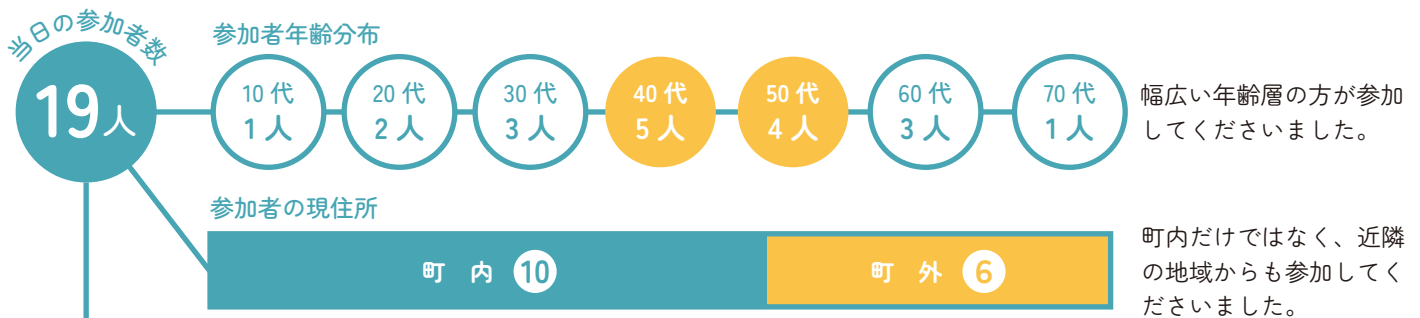 当日の参加者数
19人
参加者年齢分布
10代
1人
20代
2人
30代
3人
40代
5人
50代
4人
60代
3人
70代
1人
幅広い年齢層の方が参加
してくださいました。
参加者の現住所
町内 10
町外 6
町内だけではなく、近隣
の地域からも参加してく
ださいました。